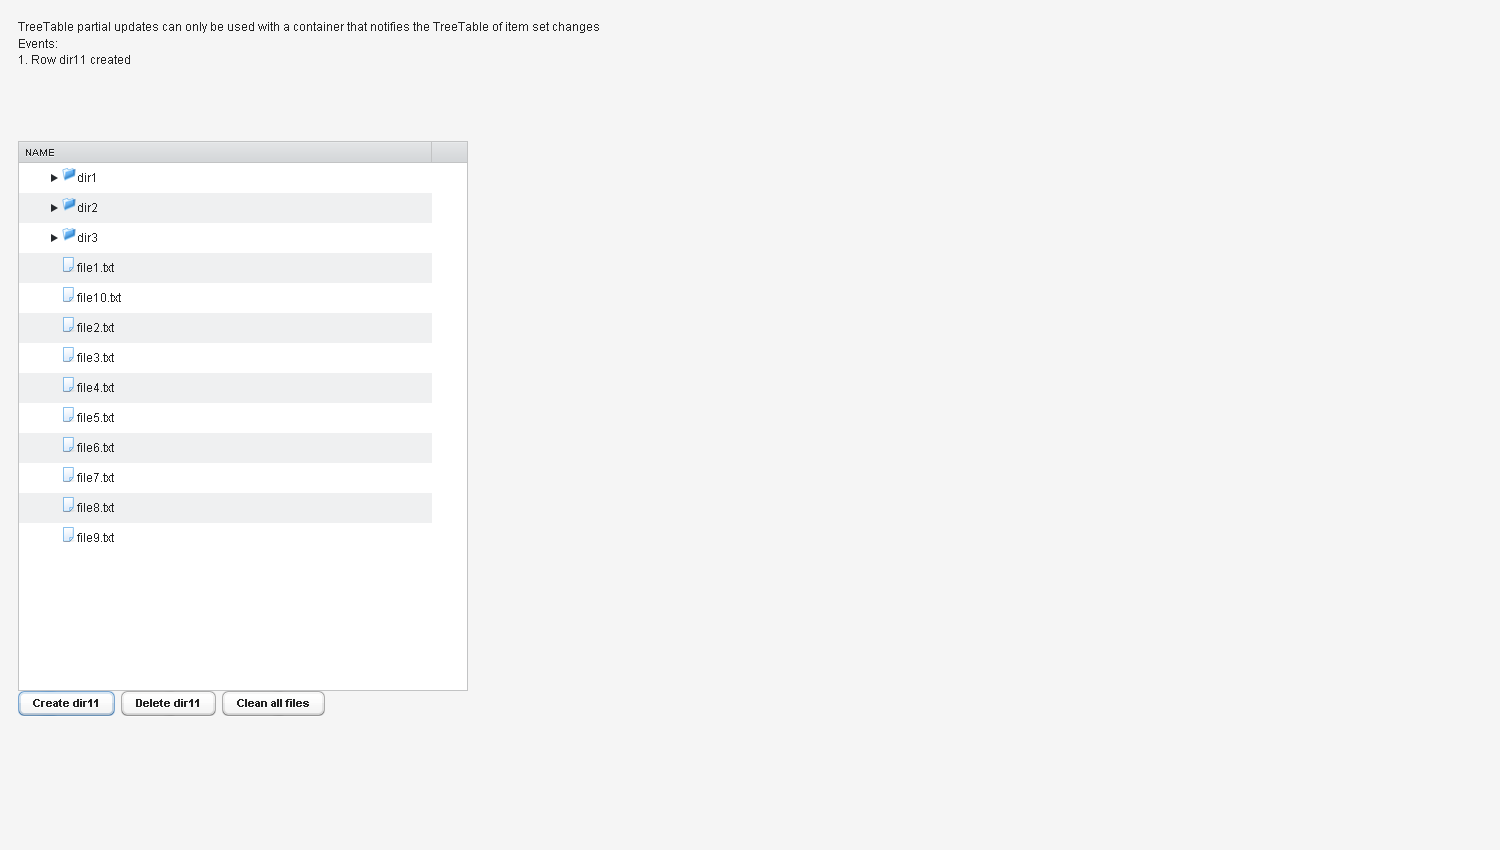 TreeTable partial updates can only be used with a container that notifies the TreeTable of item set changes
Events:
1. Row dir11 created
NAME
dir1
dir2
dir3
file1.txt
file10.txt
file2.txt
file3.txt
file4.txt
file5.txt
file6.txt
file7.txt
file8.txt
file9.txt
Create dir11 Delete dir11 Clean all files